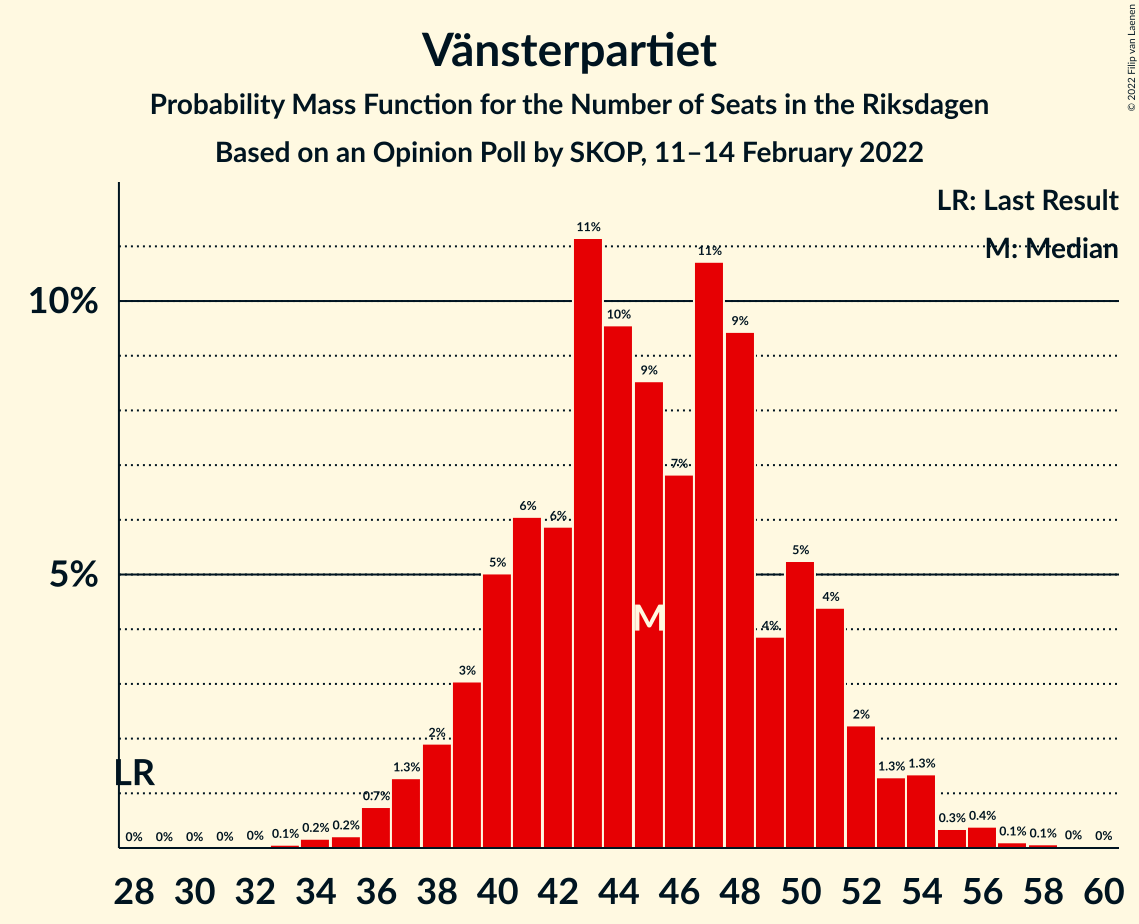 Vänsterpartiet
Probability Mass Function for the Number of Seats in the Riksdagen
Based on an Opinion Poll by SKOP, 11–14 February 2022
© 2022 Filip van Laenen
LR: Last Result
M: Median
10%
5%
LR
M
0% 0% 0% 0% 0% 0.1% 0.2% 0.2% 0.7% 1.3% 2% 3% 5% 6% 6% 11% 10% 9% 7% 11% 9% 4% 5% 4% 2% 1.3% 1.3% 0.3% 0.4% 0.1% 0.1% 0% 0%
28 30 32 34 36 38 40 42 44 46 48 50 52 54 56 58 60